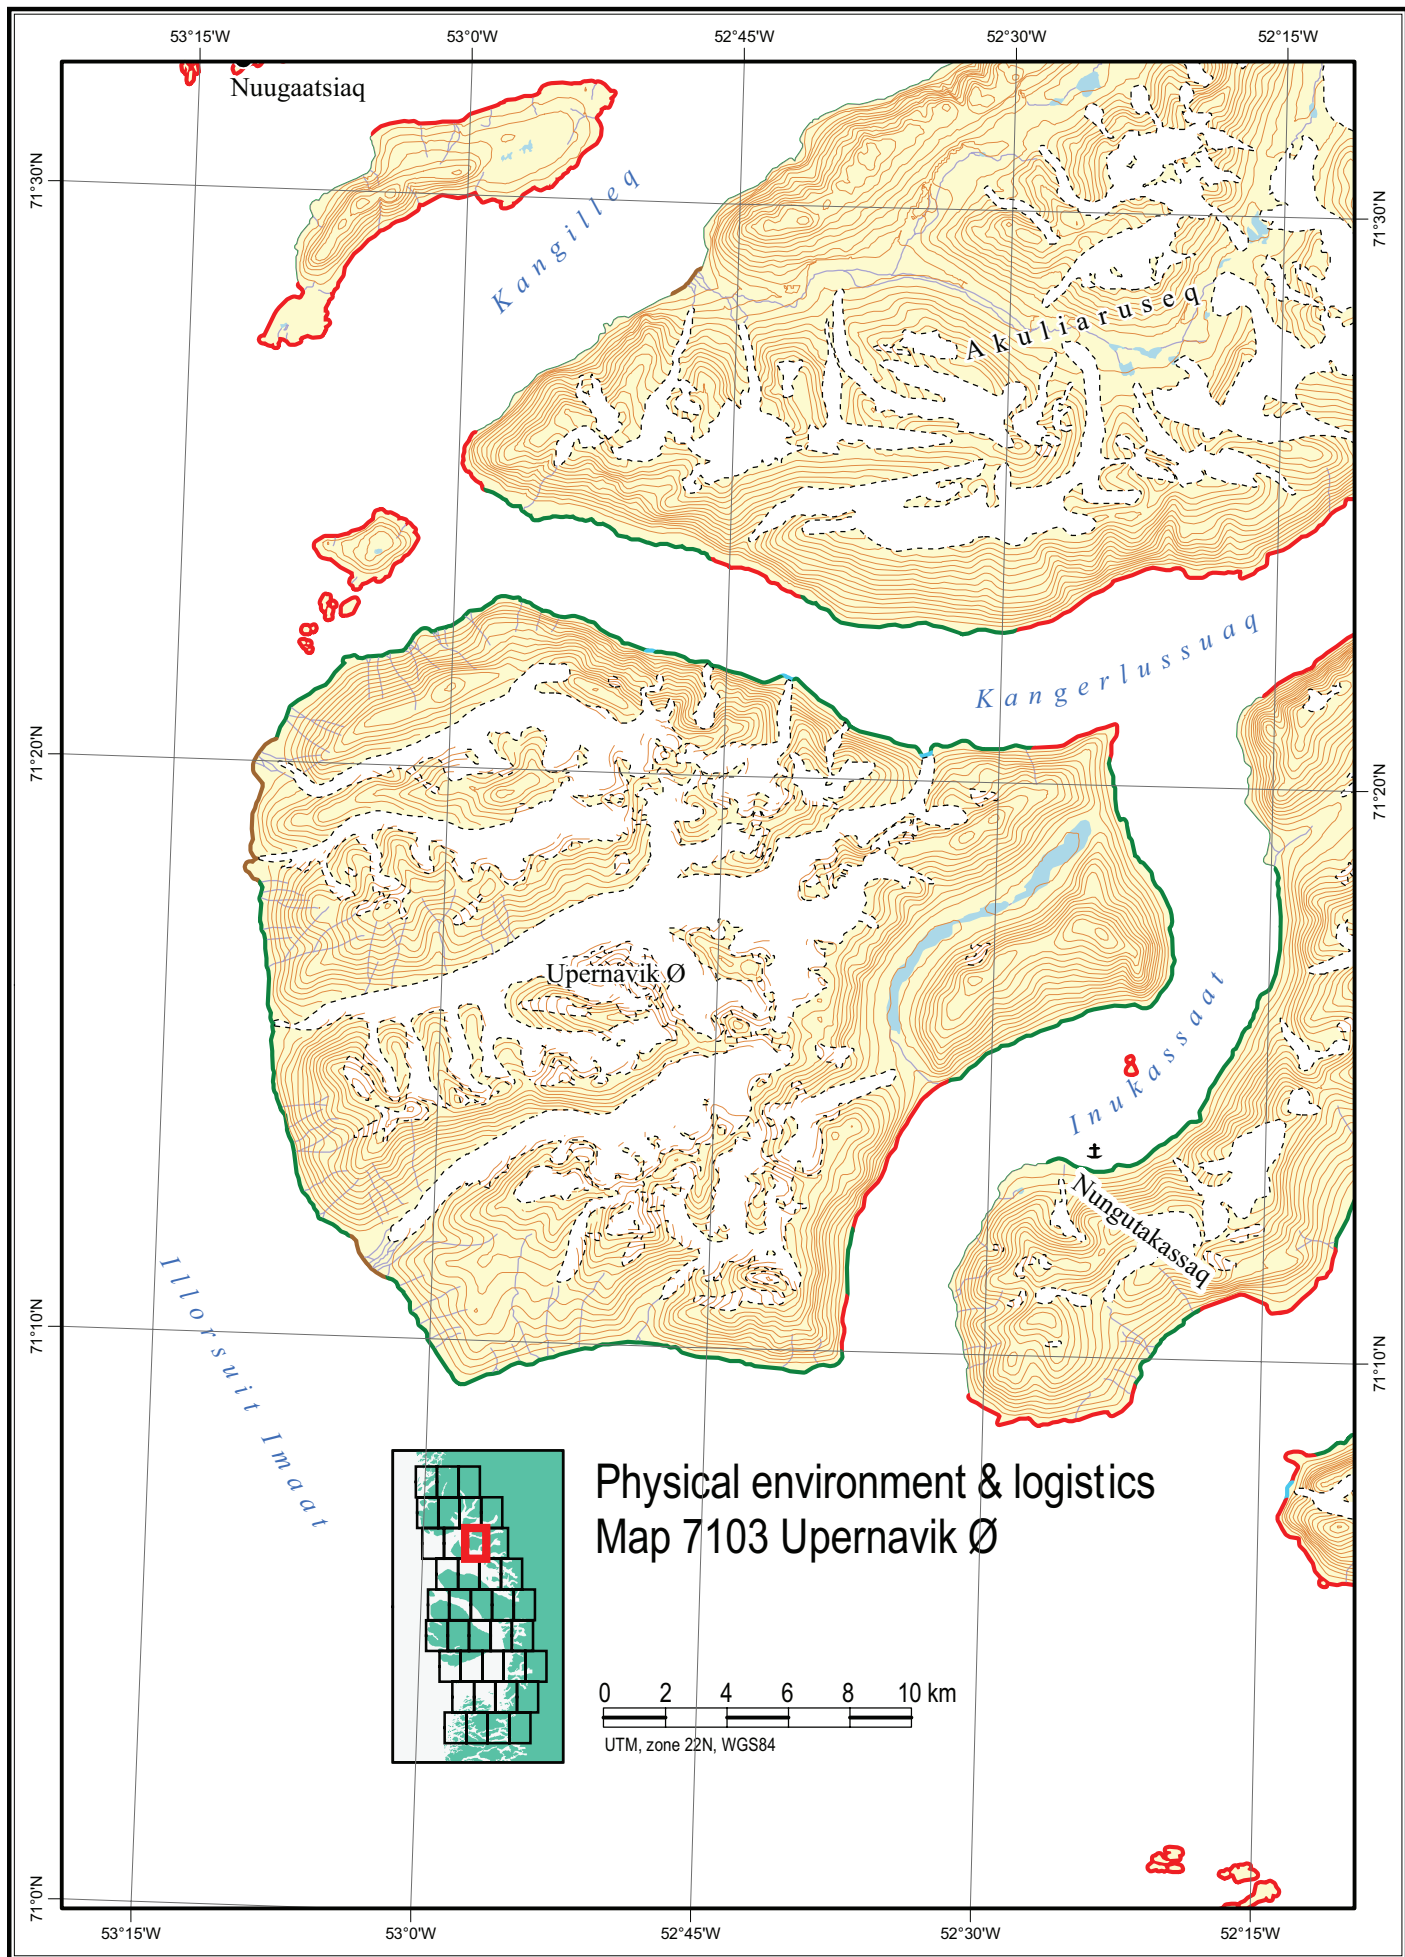 53°15'W 53°0'W 52°45'W 52°30'W 52°15'W
Nuugaatsiaq
71°30'N
71°30'N
Kangilleq
Akuliaruseq
Kangerlussuaq
71°20'N
71°20'N
Upernavik Ø
Inukassaat
Nungutakassaq
Illorsuit Imaat
71°10'N
71°10'N
Physical environment & logistics
Map 7103 Upernavik Ø
0 2 4 6 8 10 km
UTM, zone 22N, WGS84
71°0'N
53°15'W 53°0'W 52°45'W 52°30'W 52°15'W